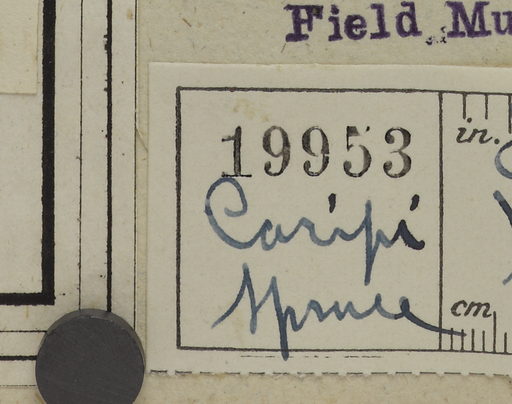 Field Mu
19953
in.
Caripi
Spruce
cm